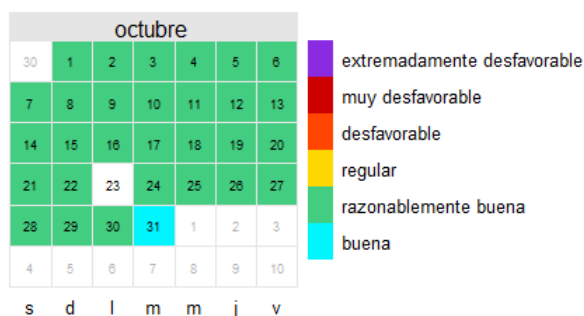 octubre
30 1 2 3 4 5 6
7 8 9 10 11 12 13
14 15 16 17 18 19 20
21 22 23 24 25 26 27
28 29 30 31 1 2 3
4 5 6 7 8 9 10
s d l m m j v
extremadamente desfavorable
muy desfavorable
desfavorable
regular
razonablemente buena
buena